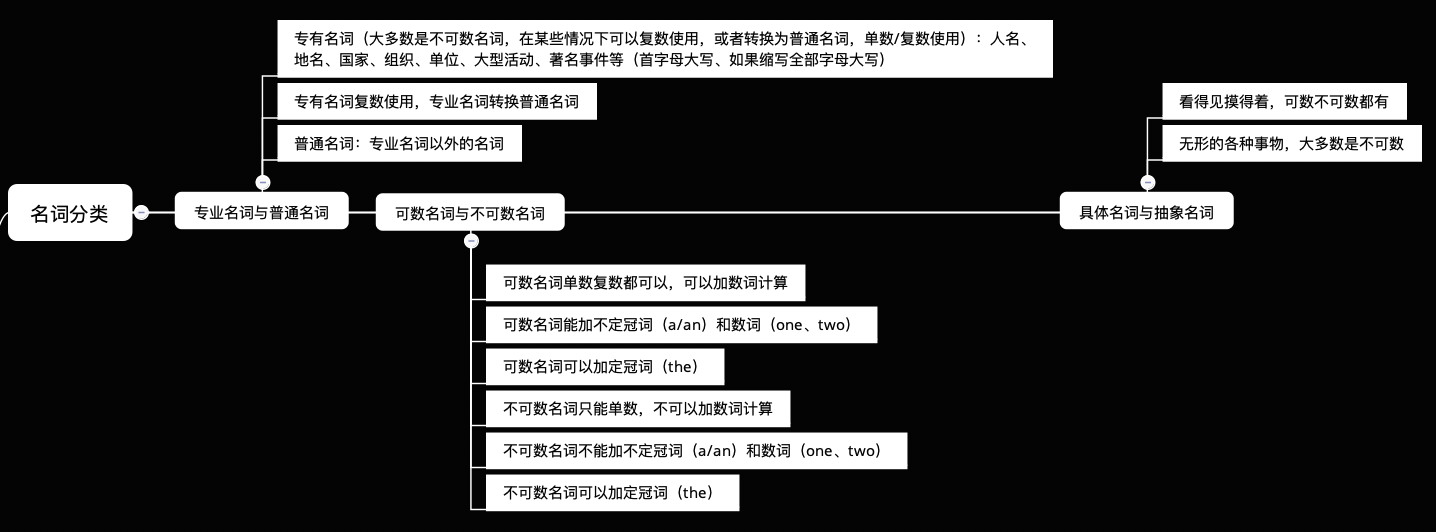 专有名词（大多数是不可数名词，在某些情况下可以复数使用，或者转换为普通名词，单数/复数使用）：人名、
地名、国家、组织、单位、大型活动、著名事件等（首字母大写、如果缩写全部字母大写）
专有名词复数使用，专业名词转换普通名词
普通名词：专业名词以外的名词
看得见摸得着，可数不可数都有
无形的各种事物，大多数是不可数
名词分类
专业名词与普通名词
可数名词与不可数名词
具体名词与抽象名词
可数名词单数复数都可以，可以加数词计算
可数名词能加不定冠词（a/an）和数词（one、two）
可数名词可以加定冠词（the）
不可数名词只能单数，不可以加数词计算
不可数名词不能加不定冠词（a/an）和数词（one、two）
不可数名词可以加定冠词（the）